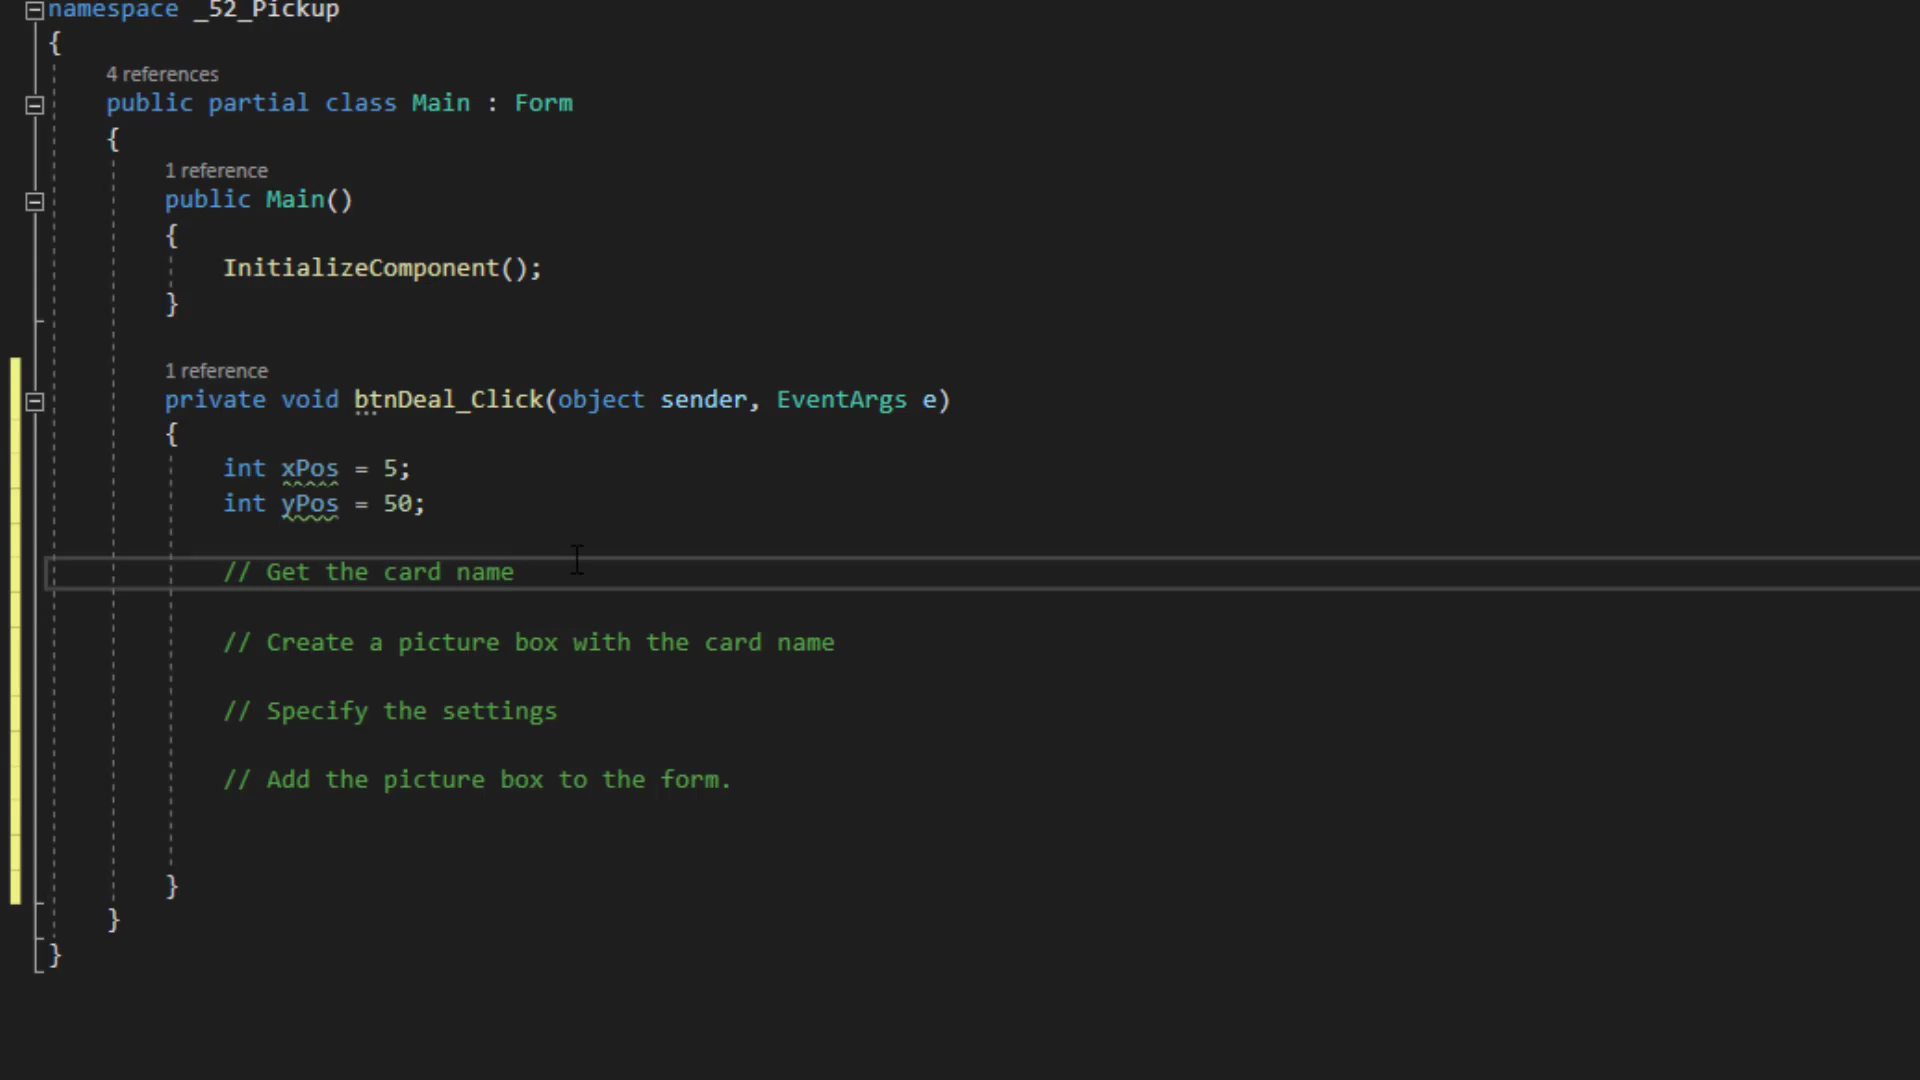 namespace _52_Pickup
{
4 references
public partial class Main : Form
{
1 reference
public Main()
{
InitializeComponent();
}
1 reference
private void btnDeal_Click(object sender, EventArgs e)
{
int xPos = 5;
int yPos = 50;
// Get the card name
// Create a picture box with the card name
// Specify the settings
// Add the picture box to the form.
}
}
}